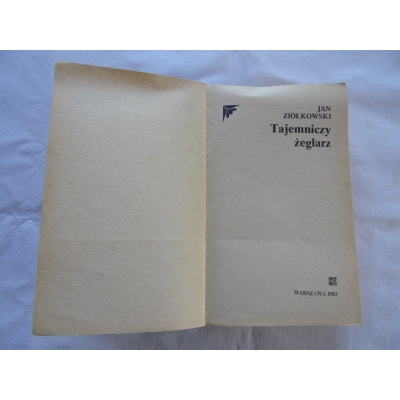 JAN
ZIÓŁKOWSKI
Tajemniczy
żeglarz
WARSZAWA 1983